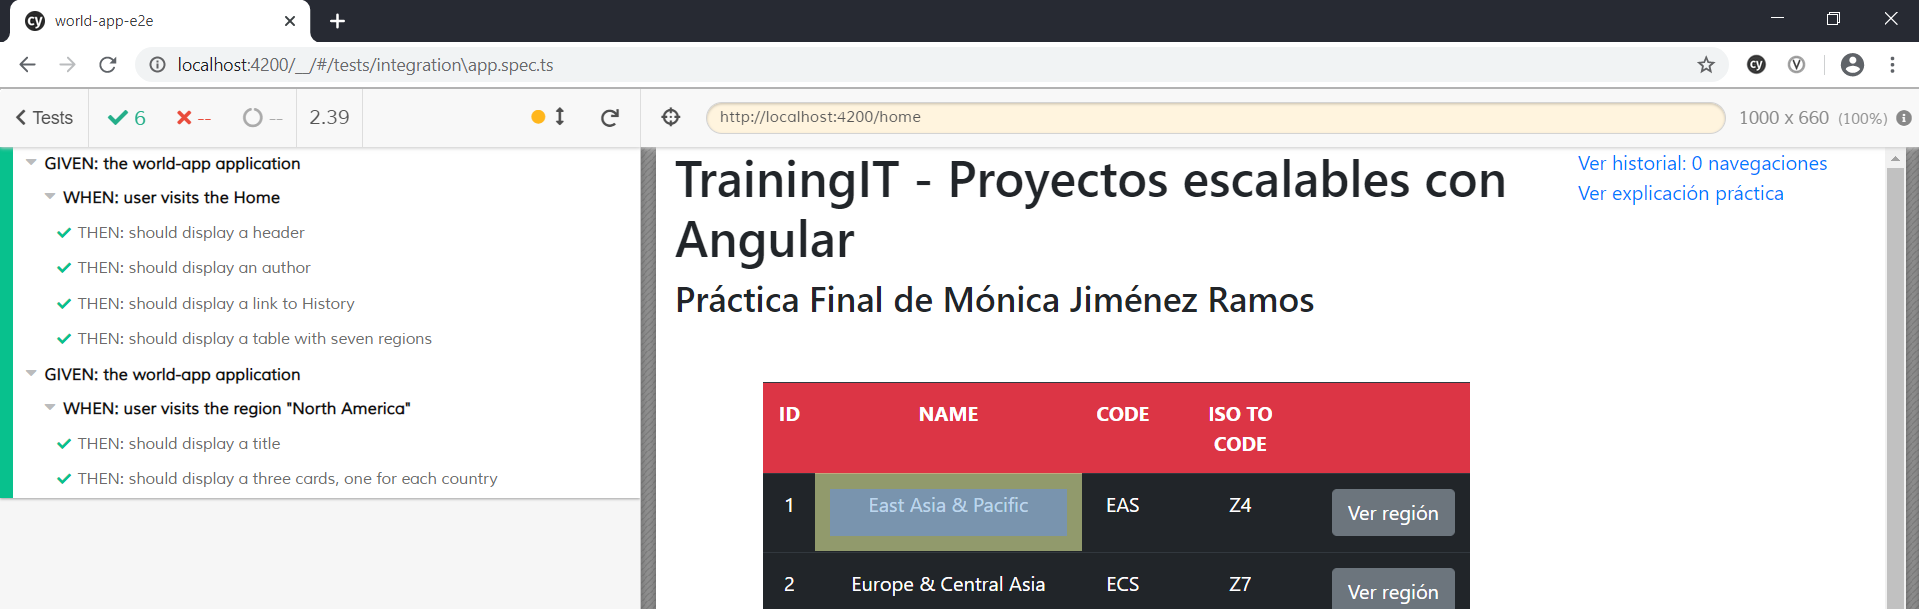 cy world-app-e2e
localhost:4200/__/#/tests/integration\app.spec.ts
cy
V
Tests
6
--
--
2.39
http://localhost:4200/home
1000 x 660 (100%)
GIVEN: the world-app application
WHEN: user visits the Home
THEN: should display a header
THEN: should display an author
THEN: should display a link to History
THEN: should display a table with seven regions
GIVEN: the world-app application
WHEN: user visits the region "North America"
THEN: should display a title
THEN: should display a three cards, one for each country
TrainingIT - Proyectos escalables con
Angular
Práctica Final de Mónica Jiménez Ramos
Ver historial: 0 navegaciones
Ver explicación práctica
ID NAME CODE ISO TO
CODE
1 East Asia & Pacific EAS Z4 Ver región
2 Europe & Central Asia ECS Z7 Ver región